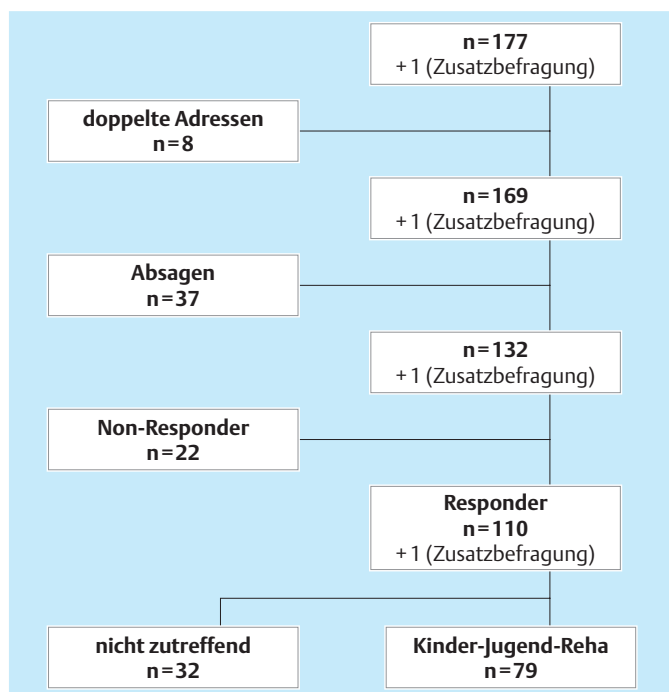 n=177
+ 1 (Zusatzbefragung)
doppelte Adressen
n=8
n=169
+ 1 (Zusatzbefragung)
Absagen
n=37
n=132
+ 1 (Zusatzbefragung)
Non-Responder
n=22
Responder
n=110
+ 1 (Zusatzbefragung)
nicht zutreffend
n=32
Kinder-Jugend-Reha
n=79